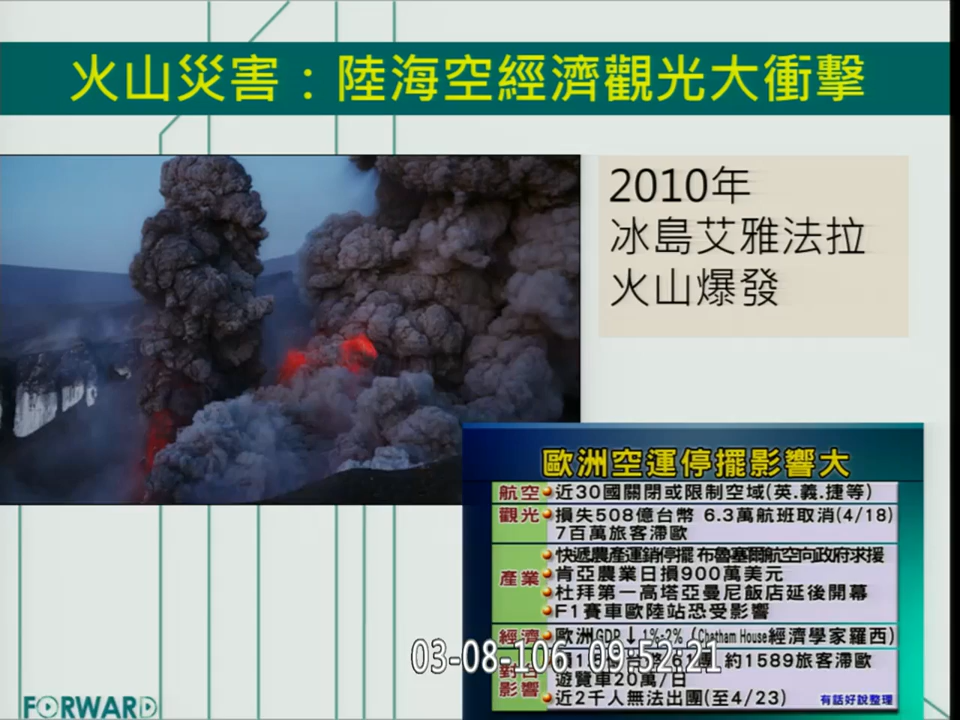 火山災害：陸海空經濟觀光大衝擊
2010年
冰島艾雅法拉
火山爆發
歐洲空運停擺影響大
航空 近30國關閉或限制空域(英.義.捷等)
觀光 損失508億台幣 6.3萬航班取消(4/18)
7百萬旅客滯歐
產業 快遞農產運銷停擺 布魯塞爾航空向政府求援
肯亞農業日損900萬美元
杜拜第一高塔亞曼尼飯店延後開幕
F1賽車歐陸站恐受影響
經濟 歐洲GDP↓1%-2% (Chatham House經濟學家羅西)
03-08-106 09:52:21
約1589旅客滯歐
影響 遊覽車20萬/日
近2千人無法出團(至4/23)
有話好說整理
FORWARD